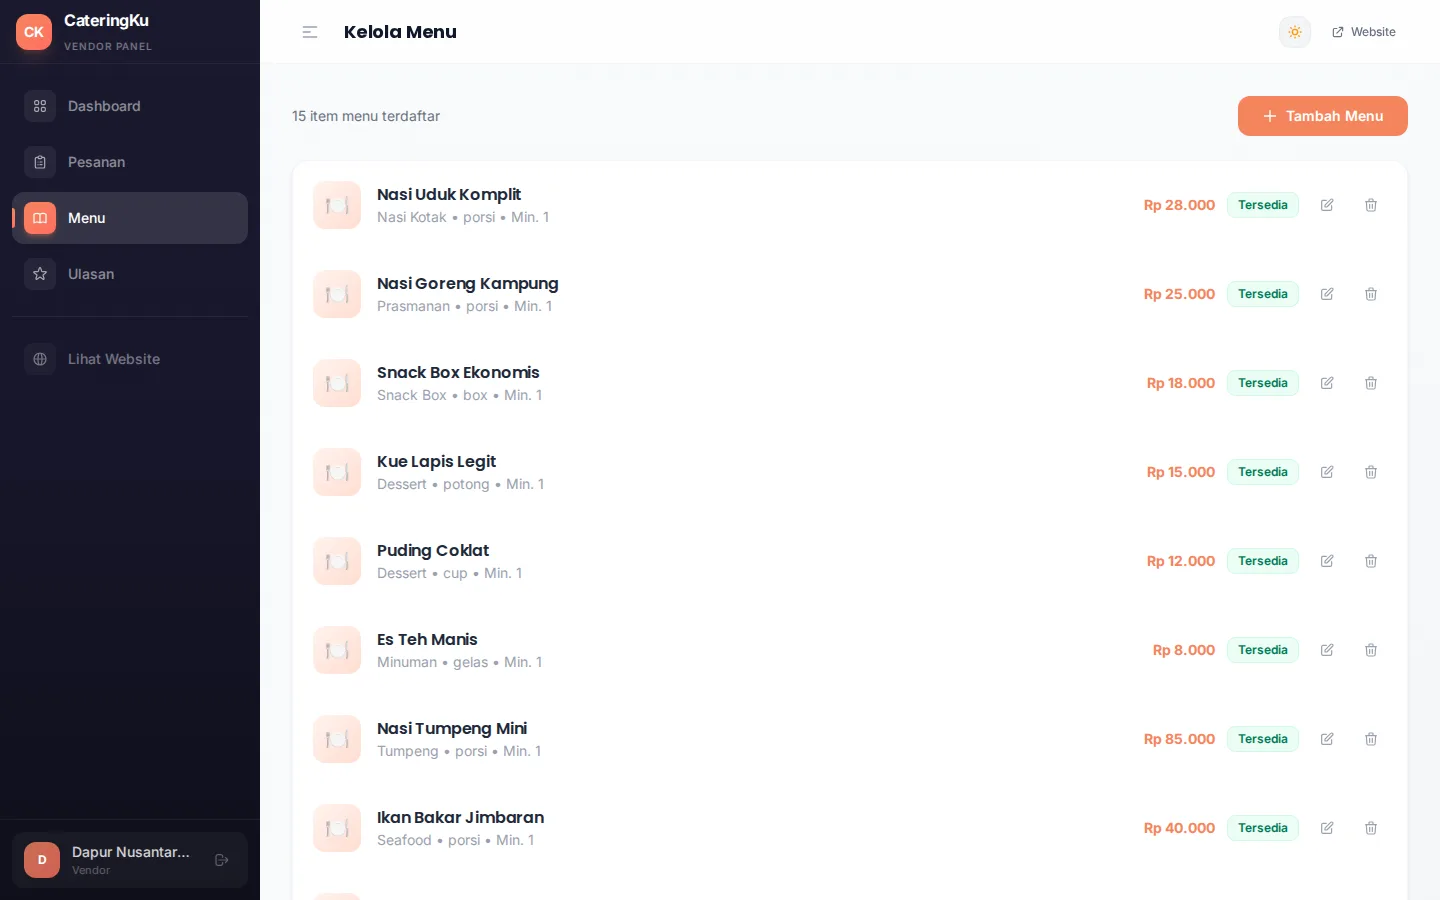 CK
CateringKu
VENDOR PANEL
Dashboard
Pesanan
Menu
Ulasan
Lihat Website
D
Dapur Nusantar...
Vendor
Kelola Menu
Website
15 item menu terdaftar
Tambah Menu
Nasi Uduk Komplit
Nasi Kotak • porsi • Min. 1
Rp 28.000
Tersedia
Nasi Goreng Kampung
Prasmanan • porsi • Min. 1
Rp 25.000
Tersedia
Snack Box Ekonomis
Snack Box • box • Min. 1
Rp 18.000
Tersedia
Kue Lapis Legit
Dessert • potong • Min. 1
Rp 15.000
Tersedia
Puding Coklat
Dessert • cup • Min. 1
Rp 12.000
Tersedia
Es Teh Manis
Minuman • gelas • Min. 1
Rp 8.000
Tersedia
Nasi Tumpeng Mini
Tumpeng • porsi • Min. 1
Rp 85.000
Tersedia
Ikan Bakar Jimbaran
Seafood • porsi • Min. 1
Rp 40.000
Tersedia